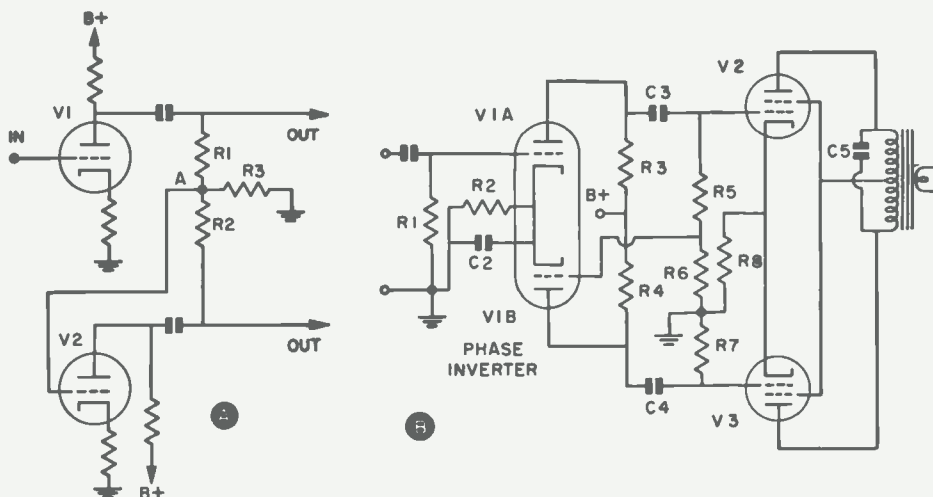 B+
V1
IN
OUT
R1
A
R3
R2
V2
OUT
B+
A
V1A
R1
R2
C2
V1B
PHASE
INVERTER
B
C3
V2
R3
B+
R5
C5
R4
R6
R8
R7
C4
V3